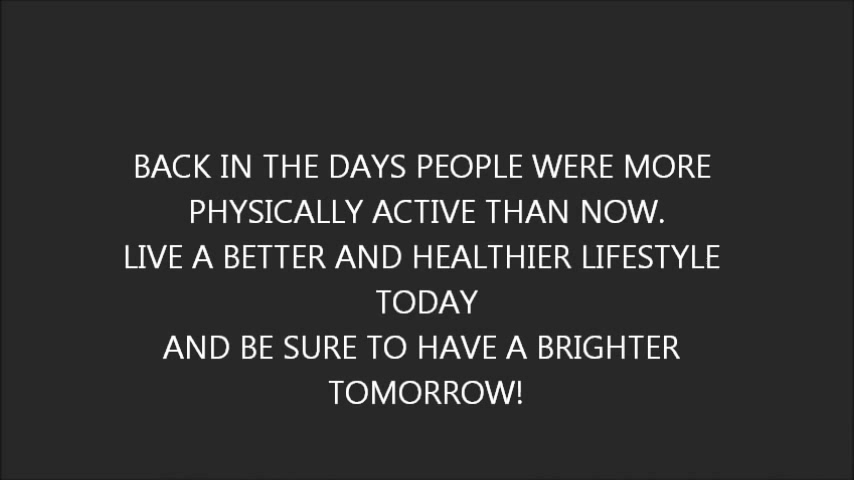 BACK IN THE DAYS PEOPLE WERE MORE
PHYSICALLY ACTIVE THAN NOW.
LIVE A BETTER AND HEALTHIER LIFESTYLE
TODAY
AND BE SURE TO HAVE A BRIGHTER
TOMORROW!